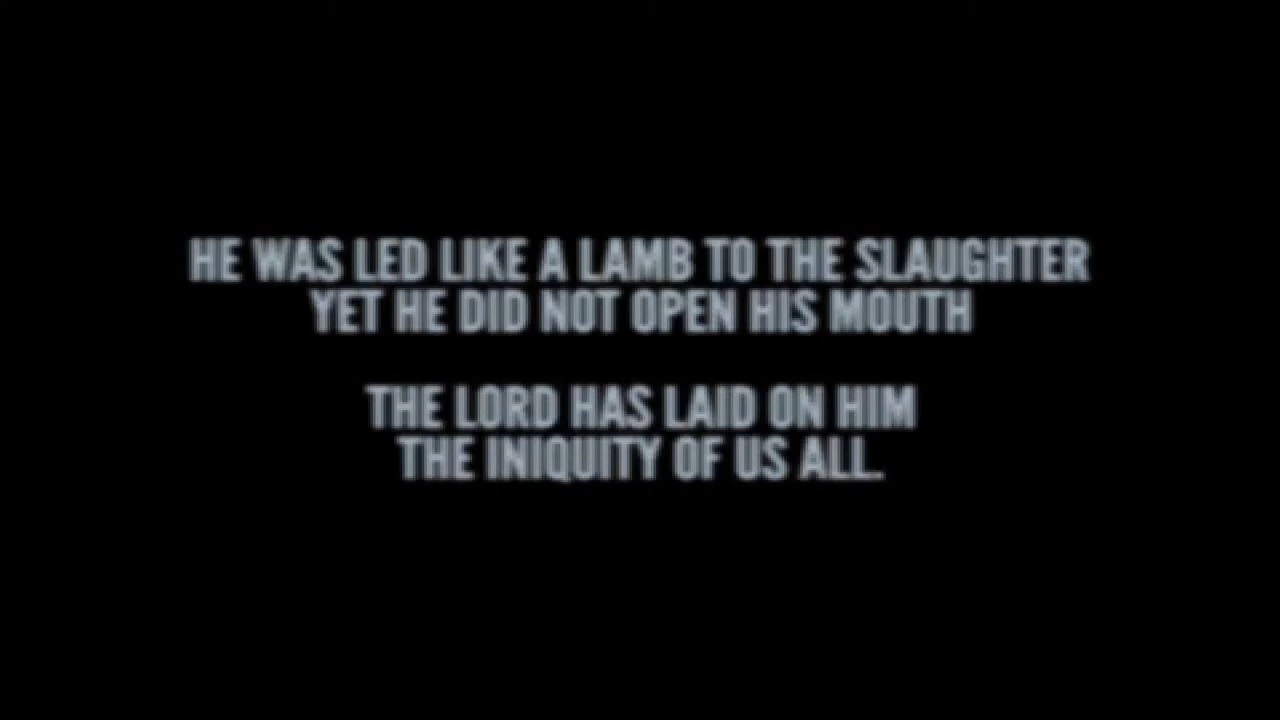 HE WAS LED LIKE A LAMB TO THE SLAUGHTER
YET HE DID NOT OPEN HIS MOUTH
THE LORD HAS LAID ON HIM
THE INIQUITY OF US ALL.